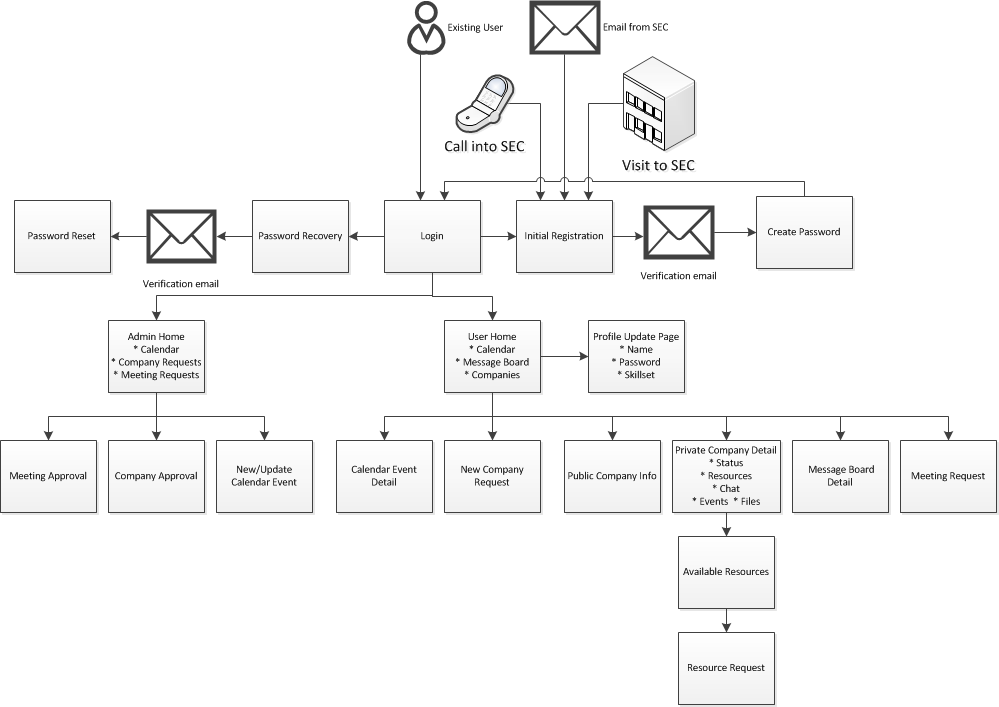 Existing User
Email from SEC
Call into SEC
Visit to SEC
Password Reset
Password Recovery
Login
Initial Registration
Create Password
Verification email
Verification email
Admin Home
* Calendar
* Company Requests
* Meeting Requests
User Home
* Calendar
* Message Board
* Companies
Profile Update Page
* Name
* Password
* Skillset
Meeting Approval
Company Approval
New/Update
Calendar Event
Calendar Event
Detail
New Company
Request
Public Company Info
Private Company Detail
* Status
* Resources
* Chat
* Events * Files
Message Board
Detail
Meeting Request
Available Resources
Resource Request